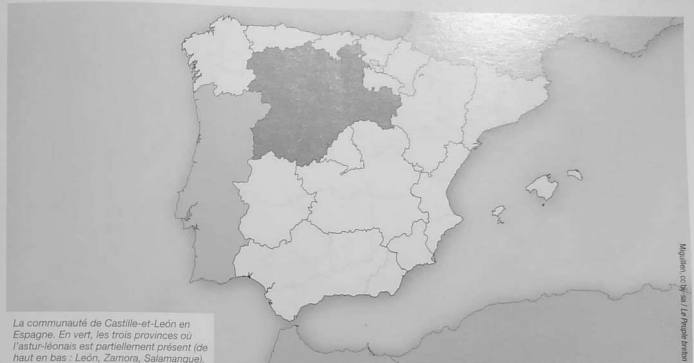 La communauté de Castille-et-León en
Espagne. En vert, les trois provinces où
l'astur-léonais est partiellement présent (de
haut en bas : León, Zamora, Salamanque).
Miguillen, cc by-sa / Le Peuple breton